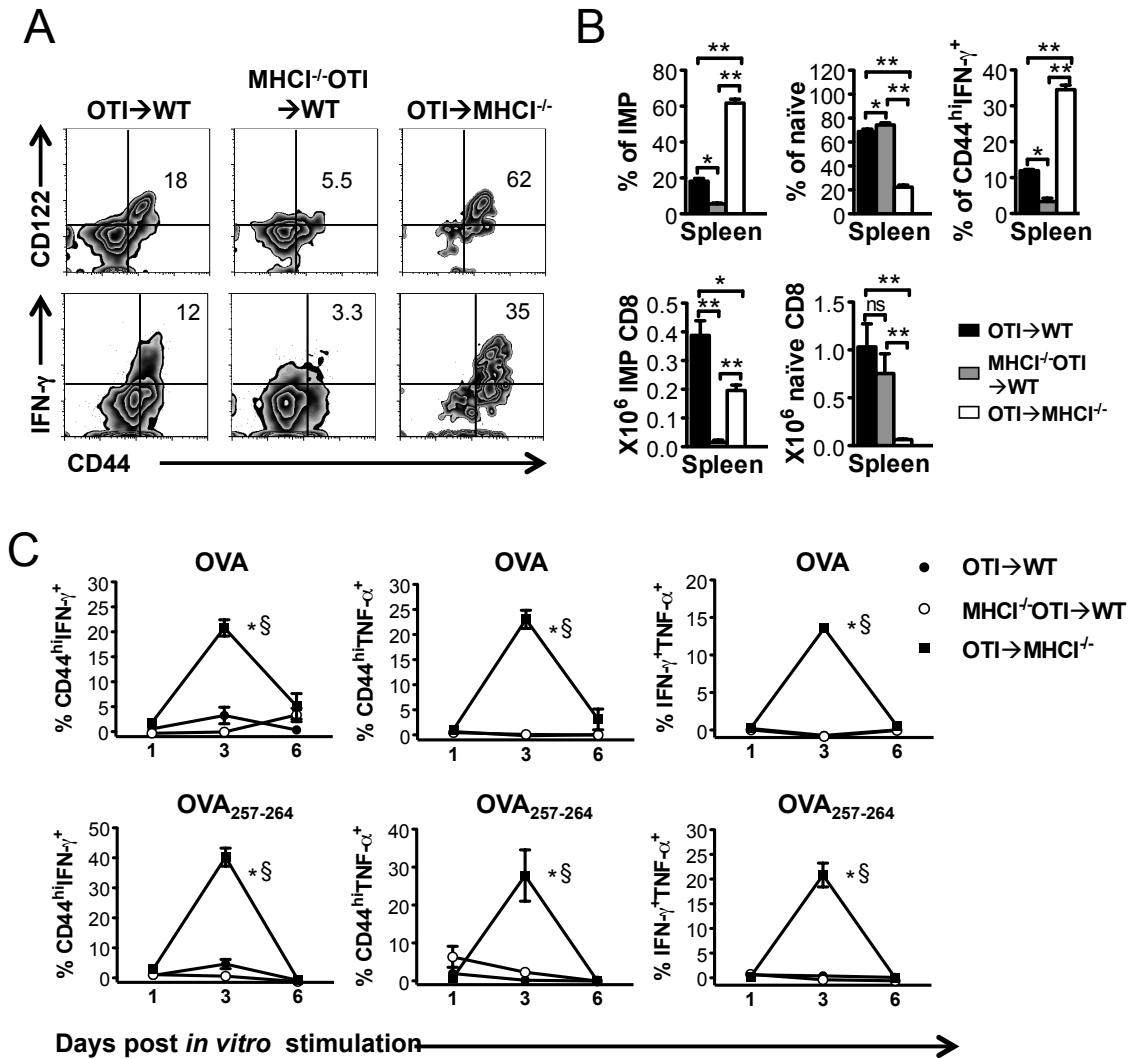 A
OTI→WT
MHCI⁻/⁻OTI
→WT
OTI→MHCI⁻/⁻
CD122
18
5.5
62
IFN-γ
12
3.3
35
CD44
B
% of IMP
80
60
40
20
0
Spleen
**
**
*
% of naïve
120
100
80
60
40
20
0
Spleen
**
* **
% of CD44ʰⁱIFN-γ⁺
40
30
20
10
0
Spleen
**
**
*
X10⁶ IMP CD8
0.5
0.4
0.3
0.2
0.1
0.0
Spleen
*
**
**
X10⁶ naïve CD8
1.5
1.0
0.5
0.0
Spleen
**
ns
**
OTI→WT
MHCI⁻/⁻OTI
→WT
OTI→MHCI⁻/⁻
C
OVA
% CD44ʰⁱIFN-γ⁺
30
25
20
15
10
5
0
1 3 6
*§
OVA
% CD44ʰⁱTNF-α⁺
30
25
20
15
10
5
0
1 3 6
*§
OVA
% IFN-γ⁺TNF-α⁺
20
15
10
5
0
1 3 6
*§
OTI→WT
MHCI⁻/⁻OTI→WT
OTI→MHCI⁻/⁻
OVA₂₅₇₋₂₆₄
% CD44ʰⁱIFN-γ⁺
50
40
30
20
10
0
1 3 6
*§
OVA₂₅₇₋₂₆₄
% CD44ʰⁱTNF-α⁺
40
30
20
10
0
1 3 6
*§
OVA₂₅₇₋₂₆₄
% IFN-γ⁺TNF-α⁺
30
25
20
15
10
5
0
1 3 6
*§
Days post in vitro stimulation